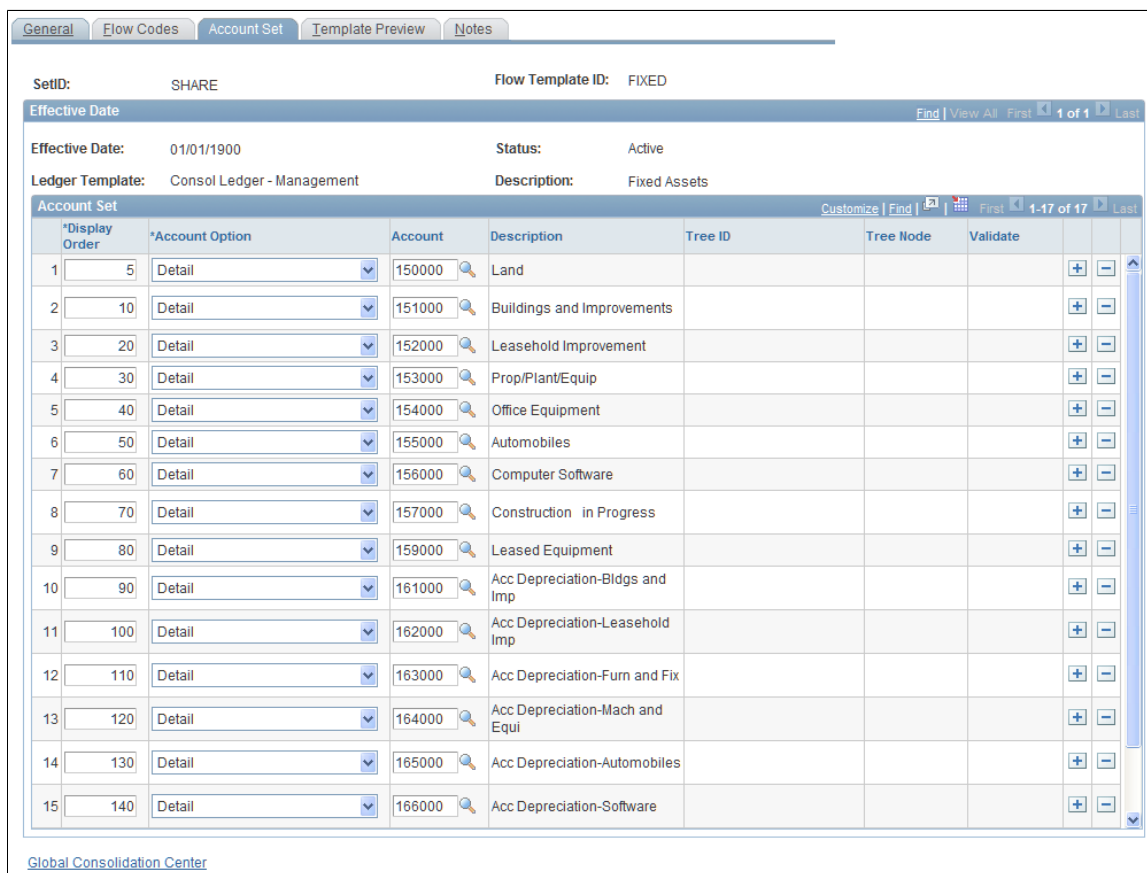 General Flow Codes Account Set Template Preview Notes
SetID: SHARE Flow Template ID: FIXED
Effective Date Find | View All First 1 of 1 Last
Effective Date: 01/01/1900 Status: Active
Ledger Template: Consol Ledger - Management Description: Fixed Assets
Account Set Customize | Find | | First 1-17 of 17 Last
*Display Order *Account Option Account Description Tree ID Tree Node Validate
1 5 Detail 150000 Land
2 10 Detail 151000 Buildings and Improvements
3 20 Detail 152000 Leasehold Improvement
4 30 Detail 153000 Prop/Plant/Equip
5 40 Detail 154000 Office Equipment
6 50 Detail 155000 Automobiles
7 60 Detail 156000 Computer Software
8 70 Detail 157000 Construction in Progress
9 80 Detail 159000 Leased Equipment
10 90 Detail 161000 Acc Depreciation-Bldgs and Imp
11 100 Detail 162000 Acc Depreciation-Leasehold Imp
12 110 Detail 163000 Acc Depreciation-Furn and Fix
13 120 Detail 164000 Acc Depreciation-Mach and Equi
14 130 Detail 165000 Acc Depreciation-Automobiles
15 140 Detail 166000 Acc Depreciation-Software
Global Consolidation Center